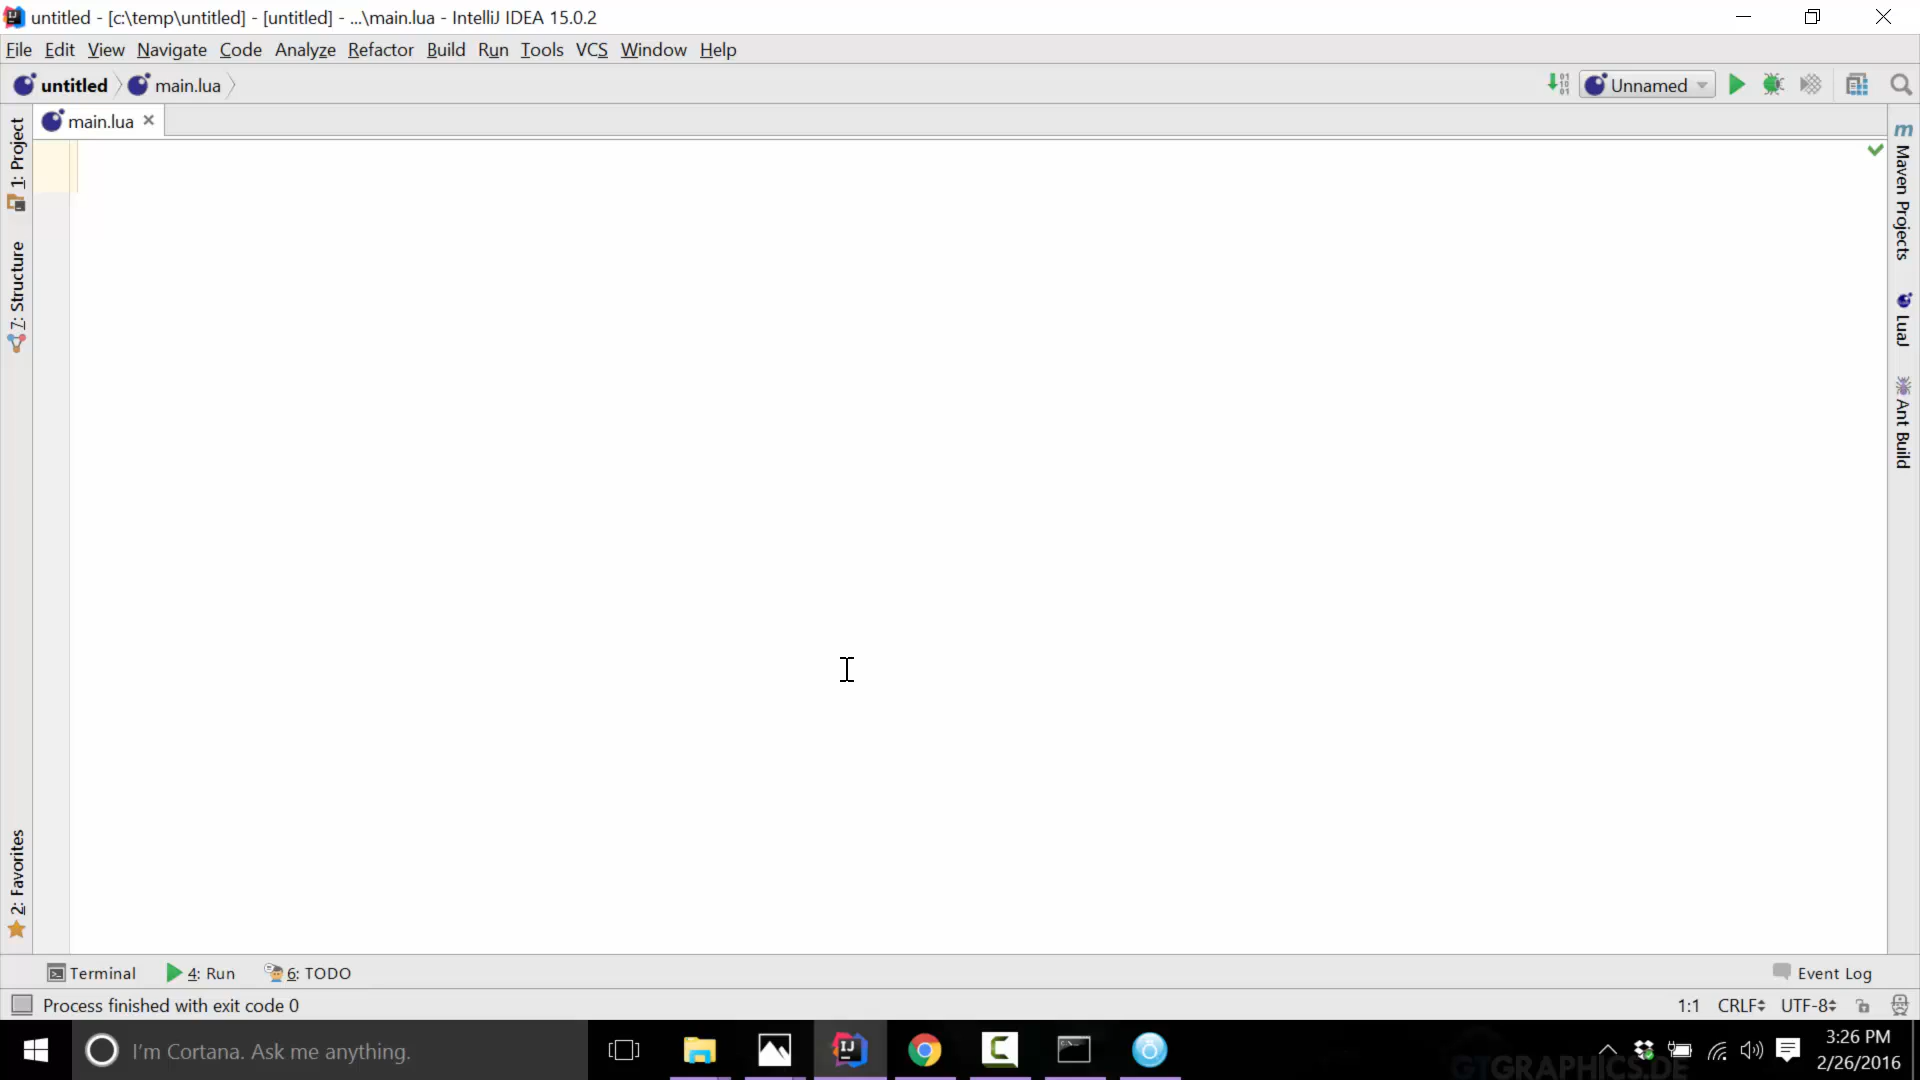 untitled - [c:\temp\untitled] - [untitled] - ...\main.lua - IntelliJ IDEA 15.0.2
File Edit View Navigate Code Analyze Refactor Build Run Tools VCS Window Help
untitled main.lua Unnamed
main.lua
1: Project
7: Structure
2: Favorites
m Maven Projects
LuaJ
Ant Build
Terminal 4: Run 6: TODO Event Log
Process finished with exit code 0 1:1 CRLF UTF-8
I'm Cortana. Ask me anything.
3:26 PM
2/26/2016
GTGRAPHICS.DE